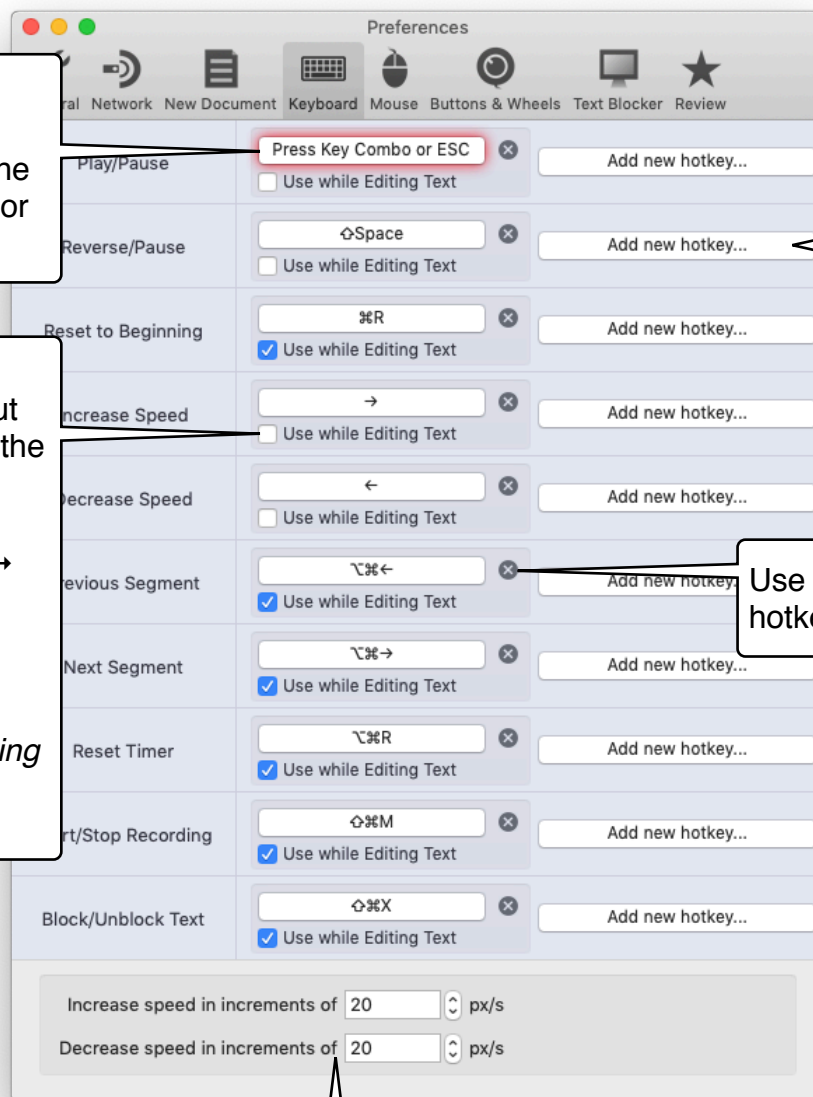 Preferences
ral Network New Document Keyboard Mouse Buttons & Wheels Text Blocker Review
ne
or
Play/Pause
Press Key Combo or ESC
Use while Editing Text
Add new hotkey...
Reverse/Pause
⇧Space
Use while Editing Text
Add new hotkey...
Reset to Beginning
⌘R
Use while Editing Text
Add new hotkey...
ut
the
ncrease Speed
→
Use while Editing Text
Add new hotkey...
ecrease Speed
←
Use while Editing Text
Add new hotkey...
revious Segment
⌥⌘←
Use while Editing Text
Add new hotkey.
Use
hotke
Next Segment
⌥⌘→
Use while Editing Text
Add new hotkey...
ing
Reset Timer
⌥⌘R
Use while Editing Text
Add new hotkey...
rt/Stop Recording
⇧⌘M
Use while Editing Text
Add new hotkey...
Block/Unblock Text
⇧⌘X
Use while Editing Text
Add new hotkey...
Increase speed in increments of 20 px/s
Decrease speed in increments of 20 px/s